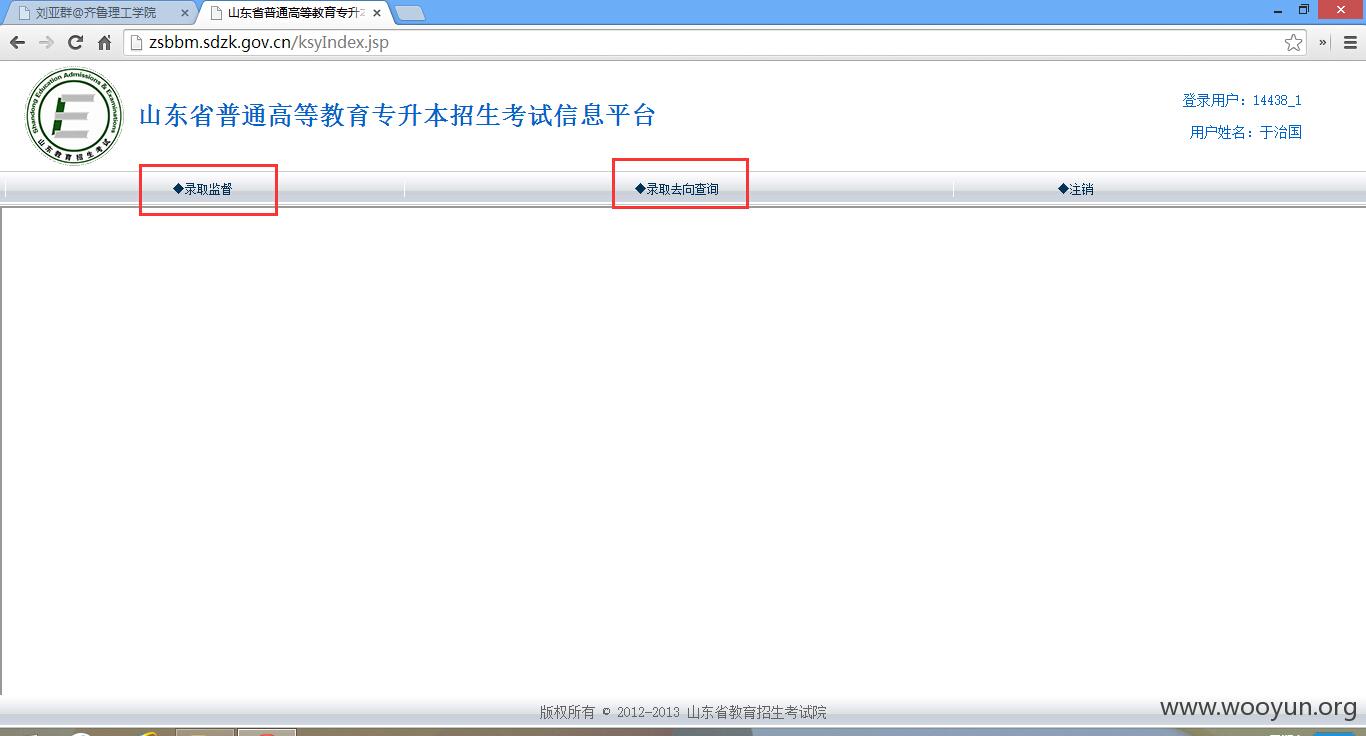 刘亚群@齐鲁理工学院
山东省普通高等教育专升
zsbbm.sdzk.gov.cn/ksyIndex.jsp
Shandong Education Admissions & Examinations
山东教育招生考试
山东省普通高等教育专升本招生考试信息平台
登录用户：14438_1
用户姓名：于治国
◆录取监督
◆录取去向查询
◆注销
版权所有 © 2012-2013 山东省教育招生考试院
www.wooyun.org